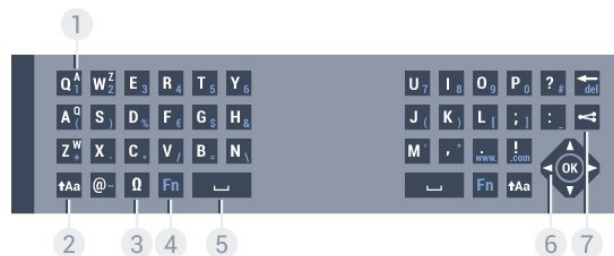 1
Q A 1 W Z 2 E 3 R 4 T 5 Y 6 U 7 I 8 O 9 P 0 ? # del
A Q ( S ) D % F € G $ H & J ( K ) L [ ; ] : _
Z W + X - C * V / B = N \ M ' , " . www. ! .com OK
Aa @ ~ Ω Fn Fn Aa
2 3 4 5 6 7